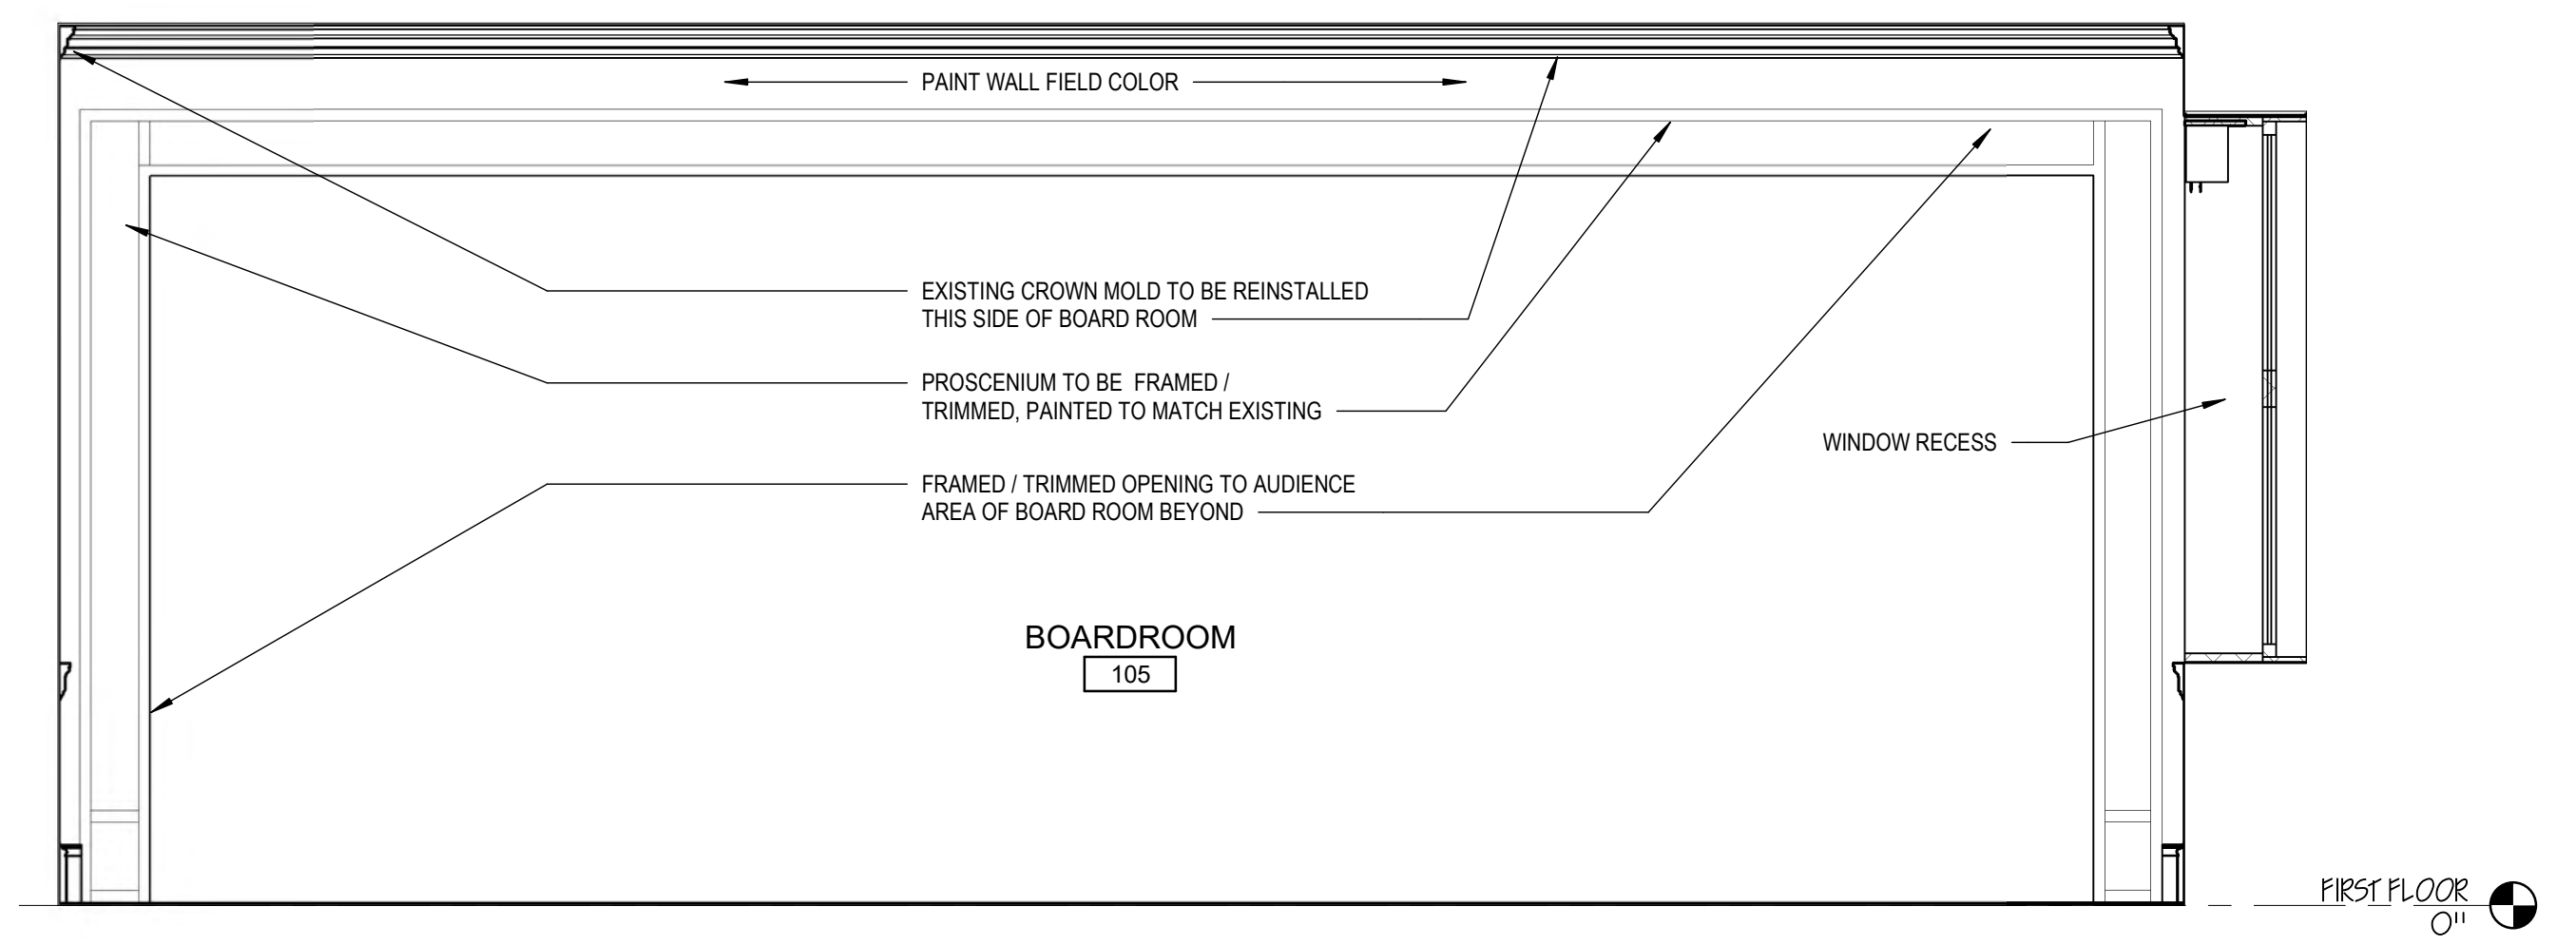 PAINT WALL FIELD COLOR
EXISTING CROWN MOLD TO BE REINSTALLED
THIS SIDE OF BOARD ROOM
PROSCENIUM TO BE FRAMED /
TRIMMED, PAINTED TO MATCH EXISTING
WINDOW RECESS
FRAMED / TRIMMED OPENING TO AUDIENCE
AREA OF BOARD ROOM BEYOND
BOARDROOM
105
FIRST FLOOR
0"